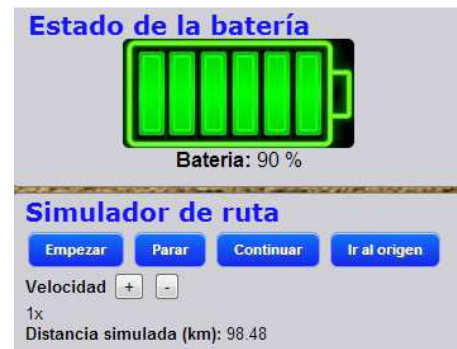 Estado de la batería
Bateria: 90 %
Simulador de ruta
Empezar Parar Continuar Ir al origen
Velocidad + -
1x
Distancia simulada (km): 98.48